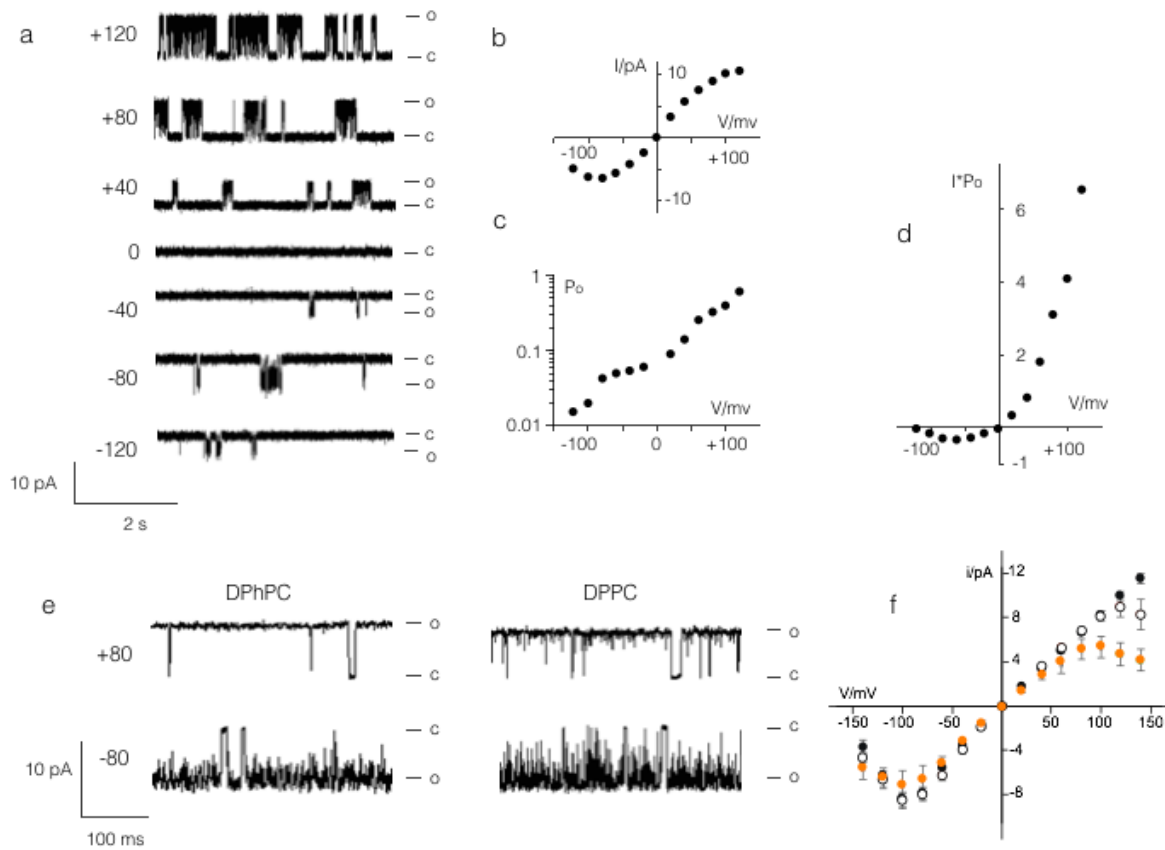 a
+120
o
c
+80
o
c
+40
o
c
0
c
-40
c
o
-80
c
o
-120
c
o
10 pA
2 s
b
I/pA
10
V/mv
-100
+100
-10
c
1
Po
0.1
0.01
V/mv
-100
0
+100
d
I*Po
6
4
2
V/mv
-100
+100
-1
e
DPhPC
DPPC
+80
o
c
o
c
-80
c
o
c
o
10 pA
100 ms
f
i/pA
12
8
4
V/mV
-150
-100
-50
50
100
150
-4
-8